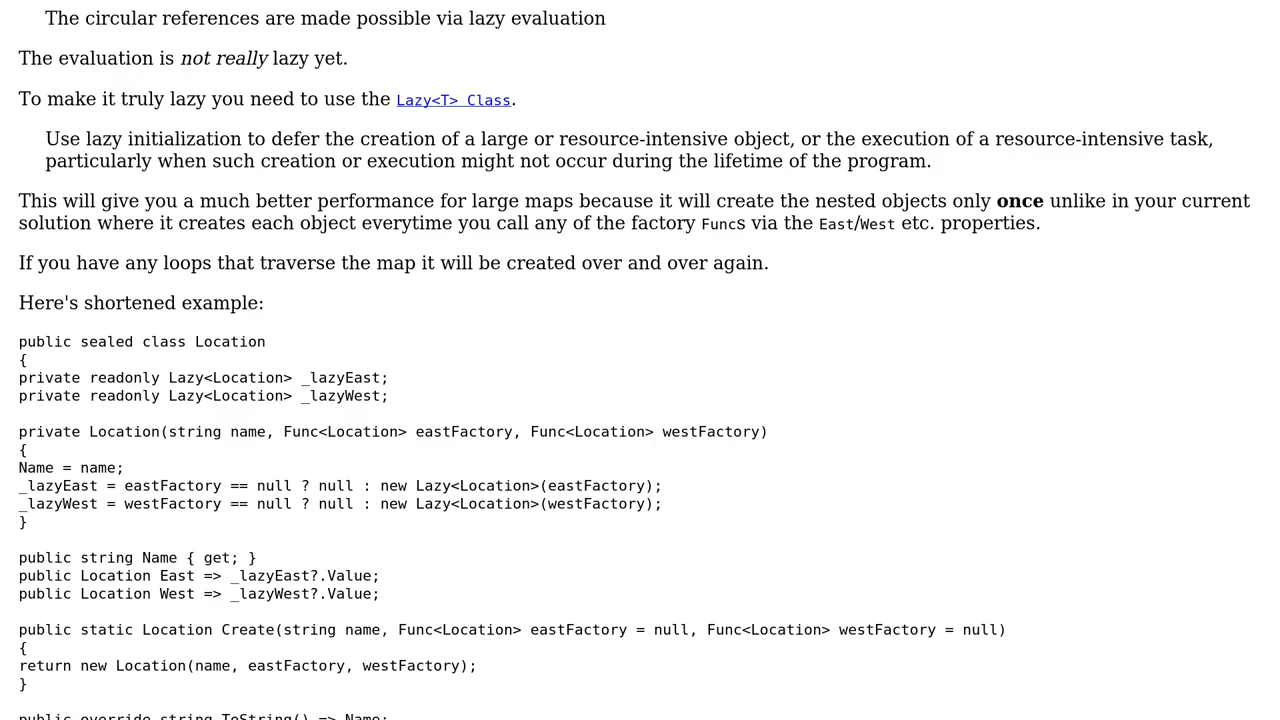 The circular references are made possible via lazy evaluation
The evaluation is not really lazy yet.
To make it truly lazy you need to use the Lazy<T> Class.
Use lazy initialization to defer the creation of a large or resource-intensive object, or the execution of a resource-intensive task,
particularly when such creation or execution might not occur during the lifetime of the program.
This will give you a much better performance for large maps because it will create the nested objects only once unlike in your current
solution where it creates each object everytime you call any of the factory Funcs via the East/West etc. properties.
If you have any loops that traverse the map it will be created over and over again.
Here's shortened example:
public sealed class Location
{
private readonly Lazy<Location> _lazyEast;
private readonly Lazy<Location> _lazyWest;
private Location(string name, Func<Location> eastFactory, Func<Location> westFactory)
{
Name = name;
_lazyEast = eastFactory == null ? null : new Lazy<Location>(eastFactory);
_lazyWest = westFactory == null ? null : new Lazy<Location>(westFactory);
}
public string Name { get; }
public Location East => _lazyEast?.Value;
public Location West => _lazyWest?.Value;
public static Location Create(string name, Func<Location> eastFactory = null, Func<Location> westFactory = null)
{
return new Location(name, eastFactory, westFactory);
}
public override string ToString() => Name;